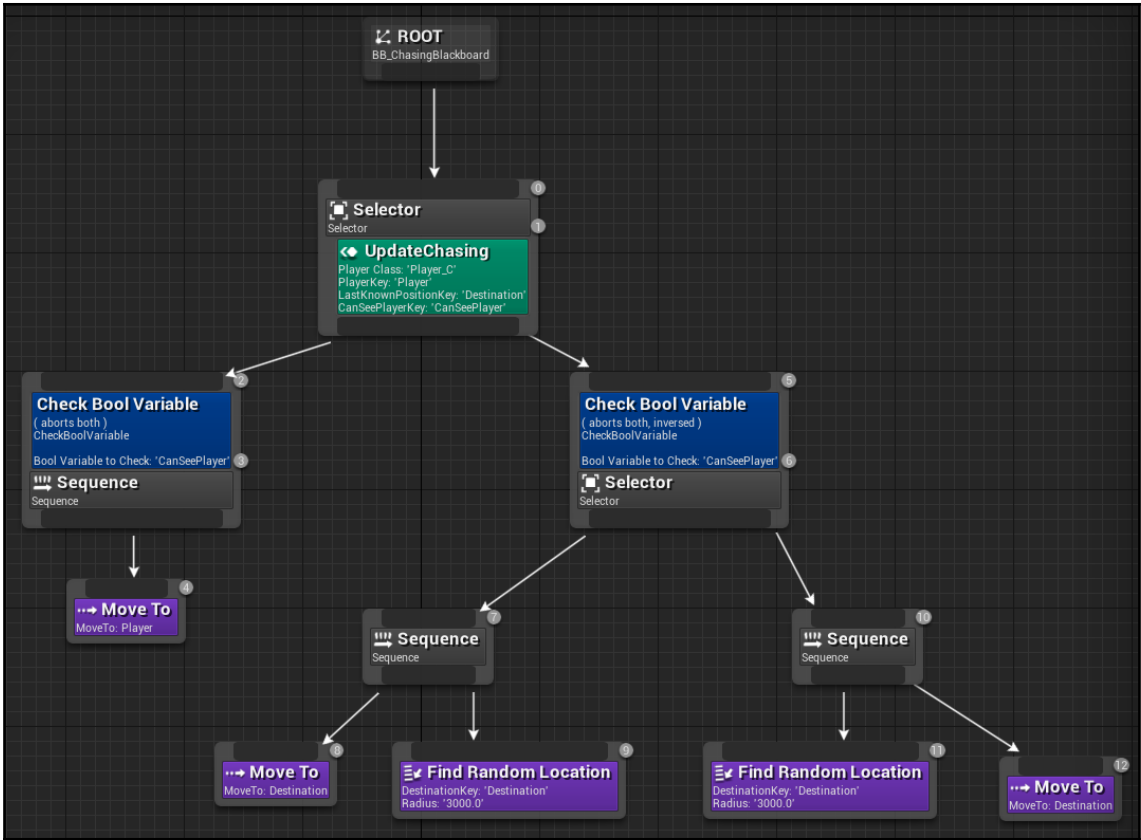 ROOT
BB_ChasingBlackboard
0
Selector
Selector
1
UpdateChasing
Player Class: 'Player_C'
PlayerKey: 'Player'
LastKnownPositionKey: 'Destination'
CanSeePlayerKey: 'CanSeePlayer'
2
Check Bool Variable
( aborts both )
CheckBoolVariable
Bool Variable to Check: 'CanSeePlayer'
3
Sequence
Sequence
5
Check Bool Variable
( aborts both, inversed )
CheckBoolVariable
Bool Variable to Check: 'CanSeePlayer'
6
Selector
Selector
4
Move To
MoveTo: Player
7
Sequence
Sequence
10
Sequence
Sequence
8
Move To
MoveTo: Destination
9
Find Random Location
DestinationKey: 'Destination'
Radius: '3000.0'
11
Find Random Location
DestinationKey: 'Destination'
Radius: '3000.0'
12
Move To
MoveTo: Destination